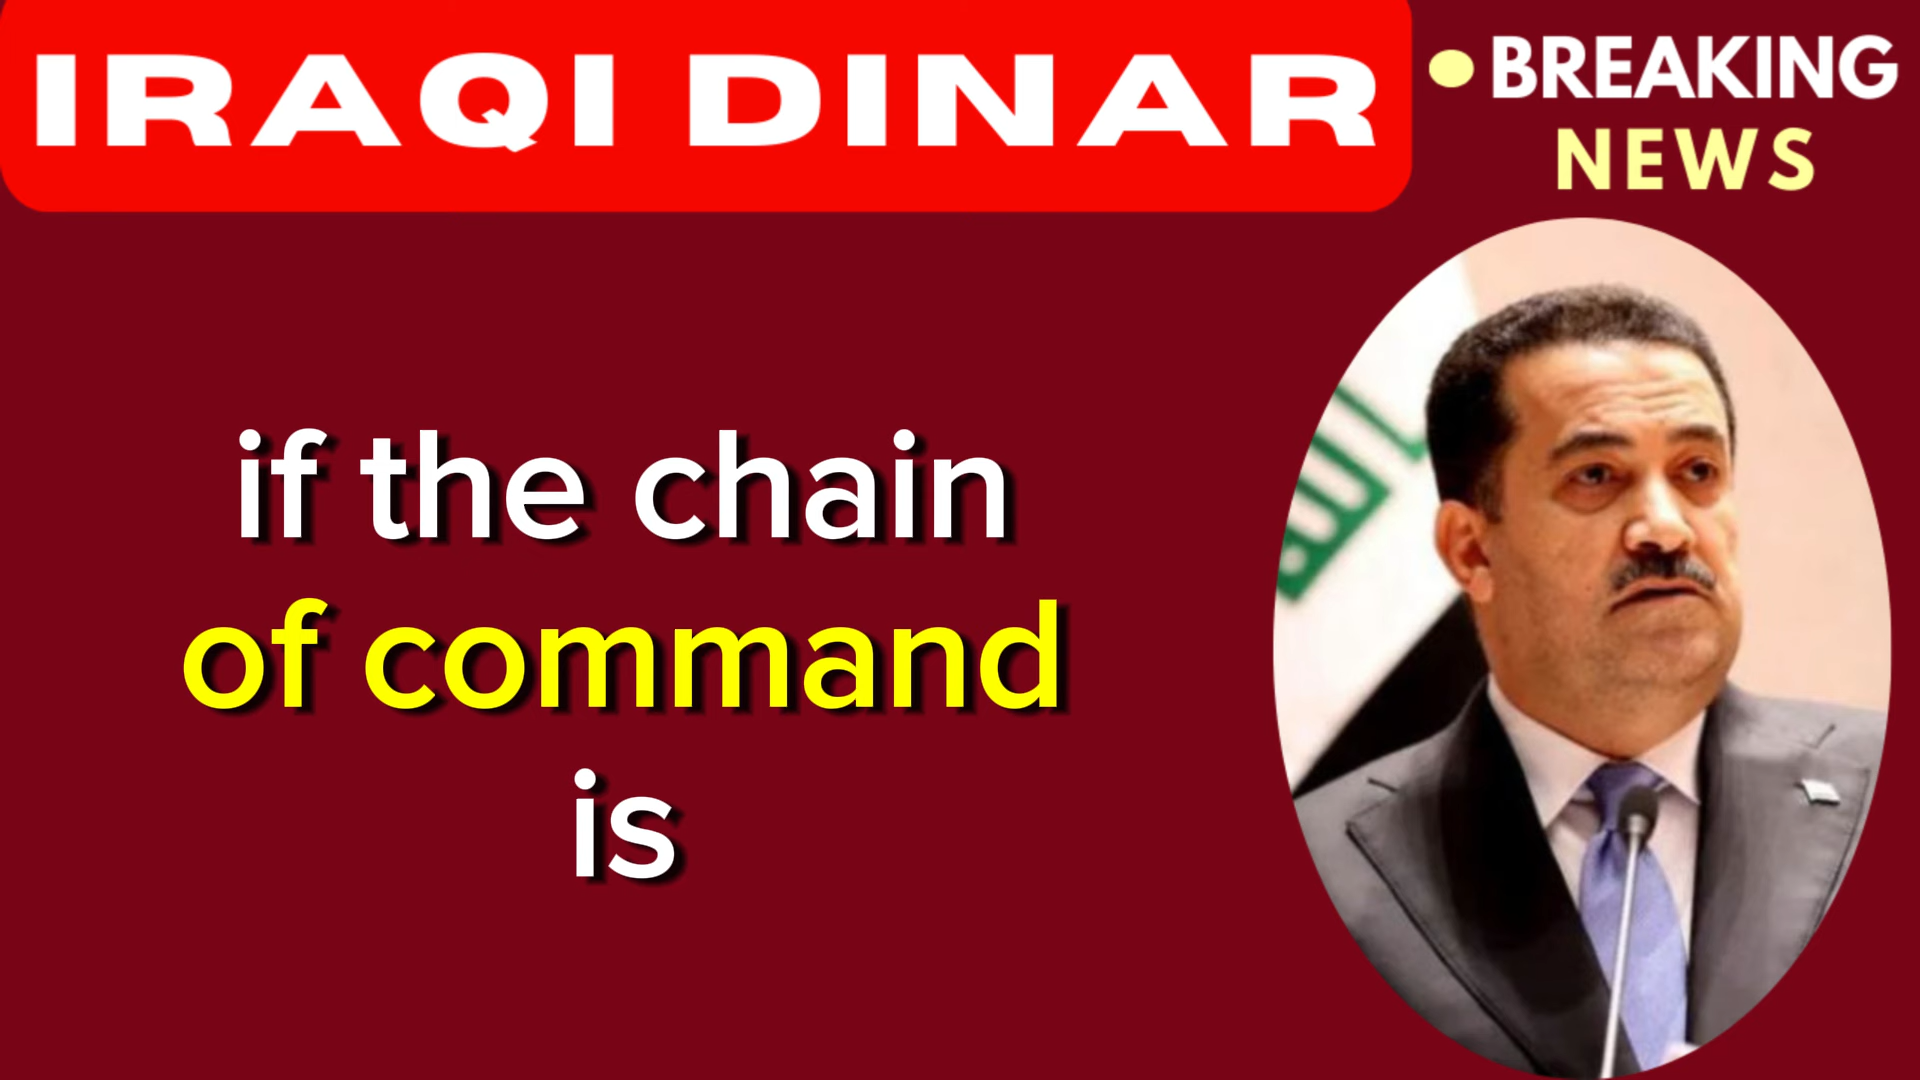 IRAQI DINAR
BREAKING
NEWS
if the chain
of command
is